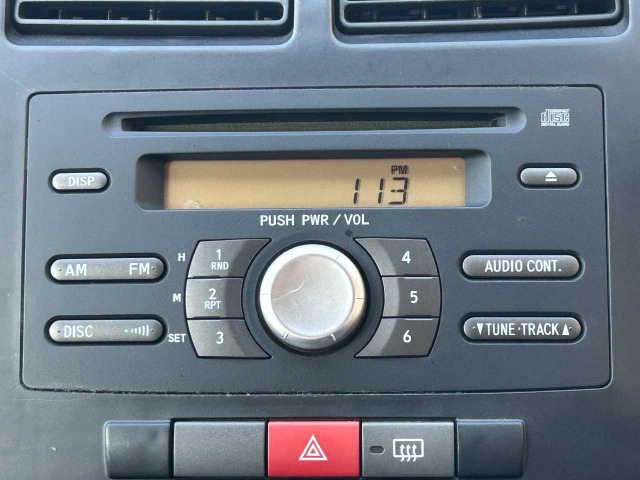 COMPACT
disc
DIGITAL AUDIO
DISP
PM
113
PUSH PWR / VOL
AM FM
H
1
RND
4
AUDIO CONT.
M
2
RPT
5
DISC
SET
3
6
▼TUNE·TRACK▲